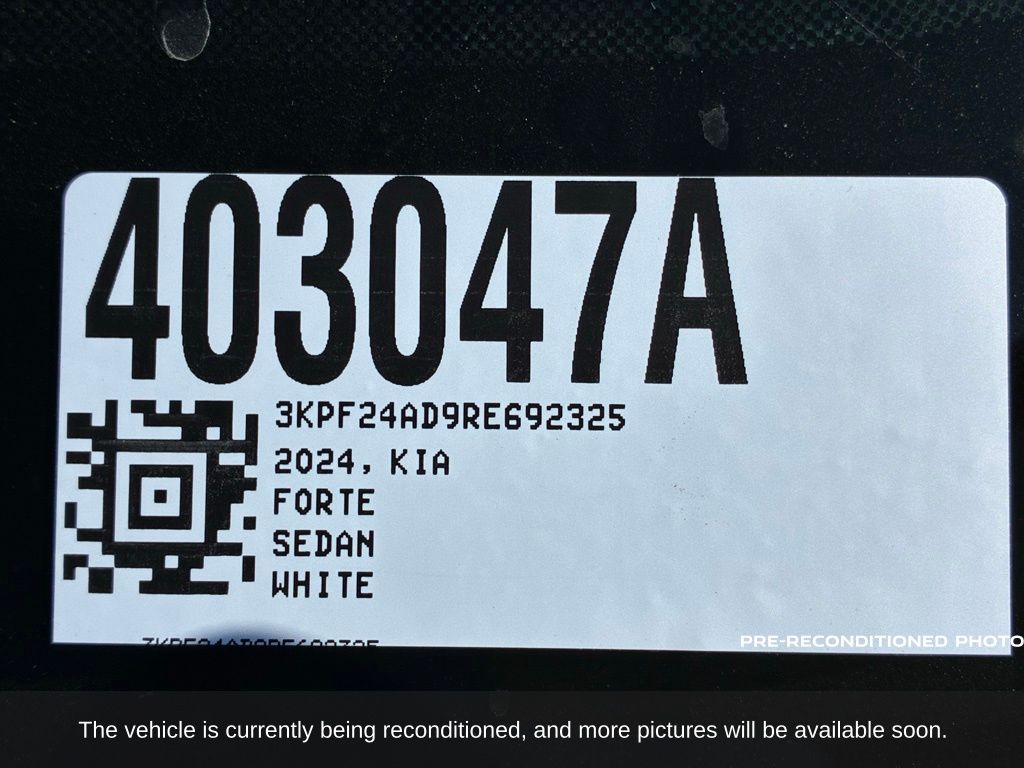 403047A
3KPF24AD9RE692325
2024, KIA
FORTE
SEDAN
WHITE
3KPF24AD9RE692325
PRE-RECONDITIONED PHOTO
The vehicle is currently being reconditioned, and more pictures will be available soon.